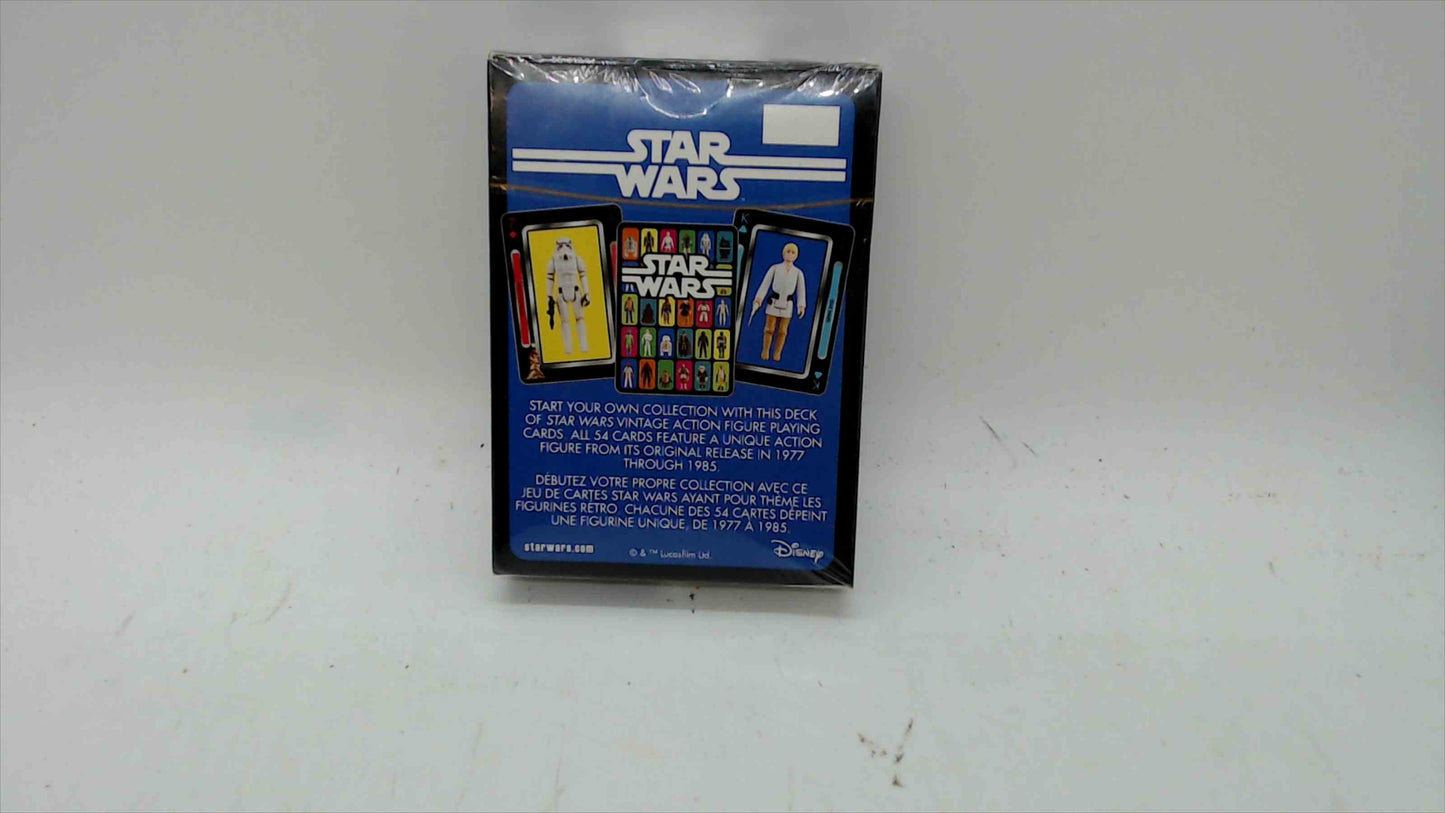 STAR
WARS
K
STAR
WARS
K
START YOUR OWN COLLECTION WITH THIS DECK
OF STAR WARS VINTAGE ACTION FIGURE PLAYING
CARDS. ALL 54 CARDS FEATURE A UNIQUE ACTION
FIGURE FROM ITS ORIGINAL RELEASE IN 1977
THROUGH 1985.
DÉBUTEZ VOTRE PROPRE COLLECTION AVEC CE
JEU DE CARTES STAR WARS AYANT POUR THÈME LES
FIGURINES RÉTRO. CHACUNE DES 54 CARTES DÉPEINT
UNE FIGURINE UNIQUE, DE 1977 À 1985.
starwars.com
© & ™ Lucasfilm Ltd.
Disney